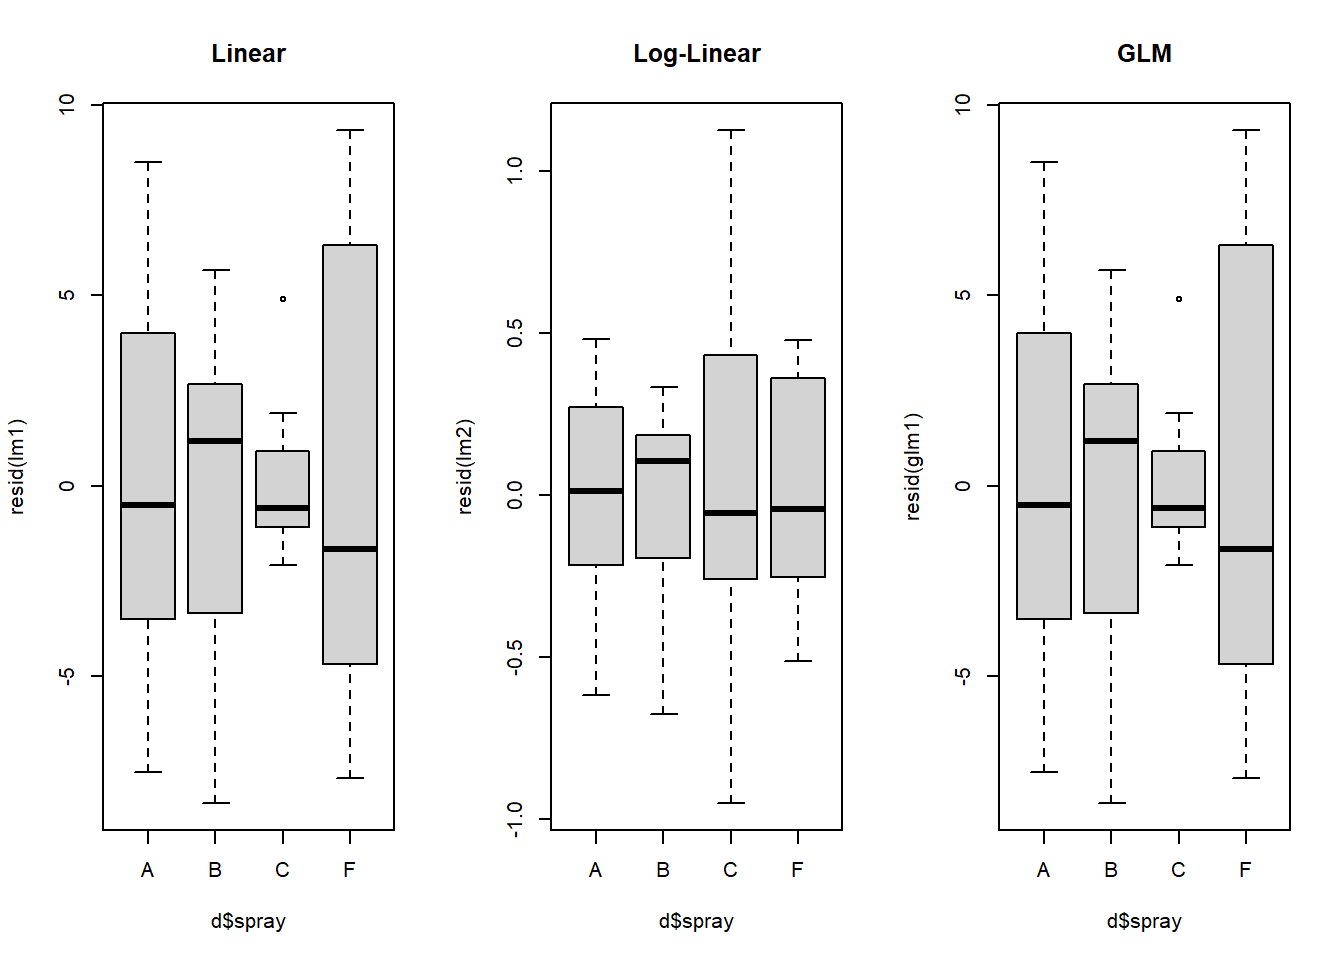 Linear
resid(lm1)
10
5
0
-5
A B C F
d$spray
Log-Linear
resid(lm2)
1.0
0.5
0.0
-0.5
-1.0
A B C F
d$spray
GLM
resid(glm1)
10
5
0
-5
A B C F
d$spray